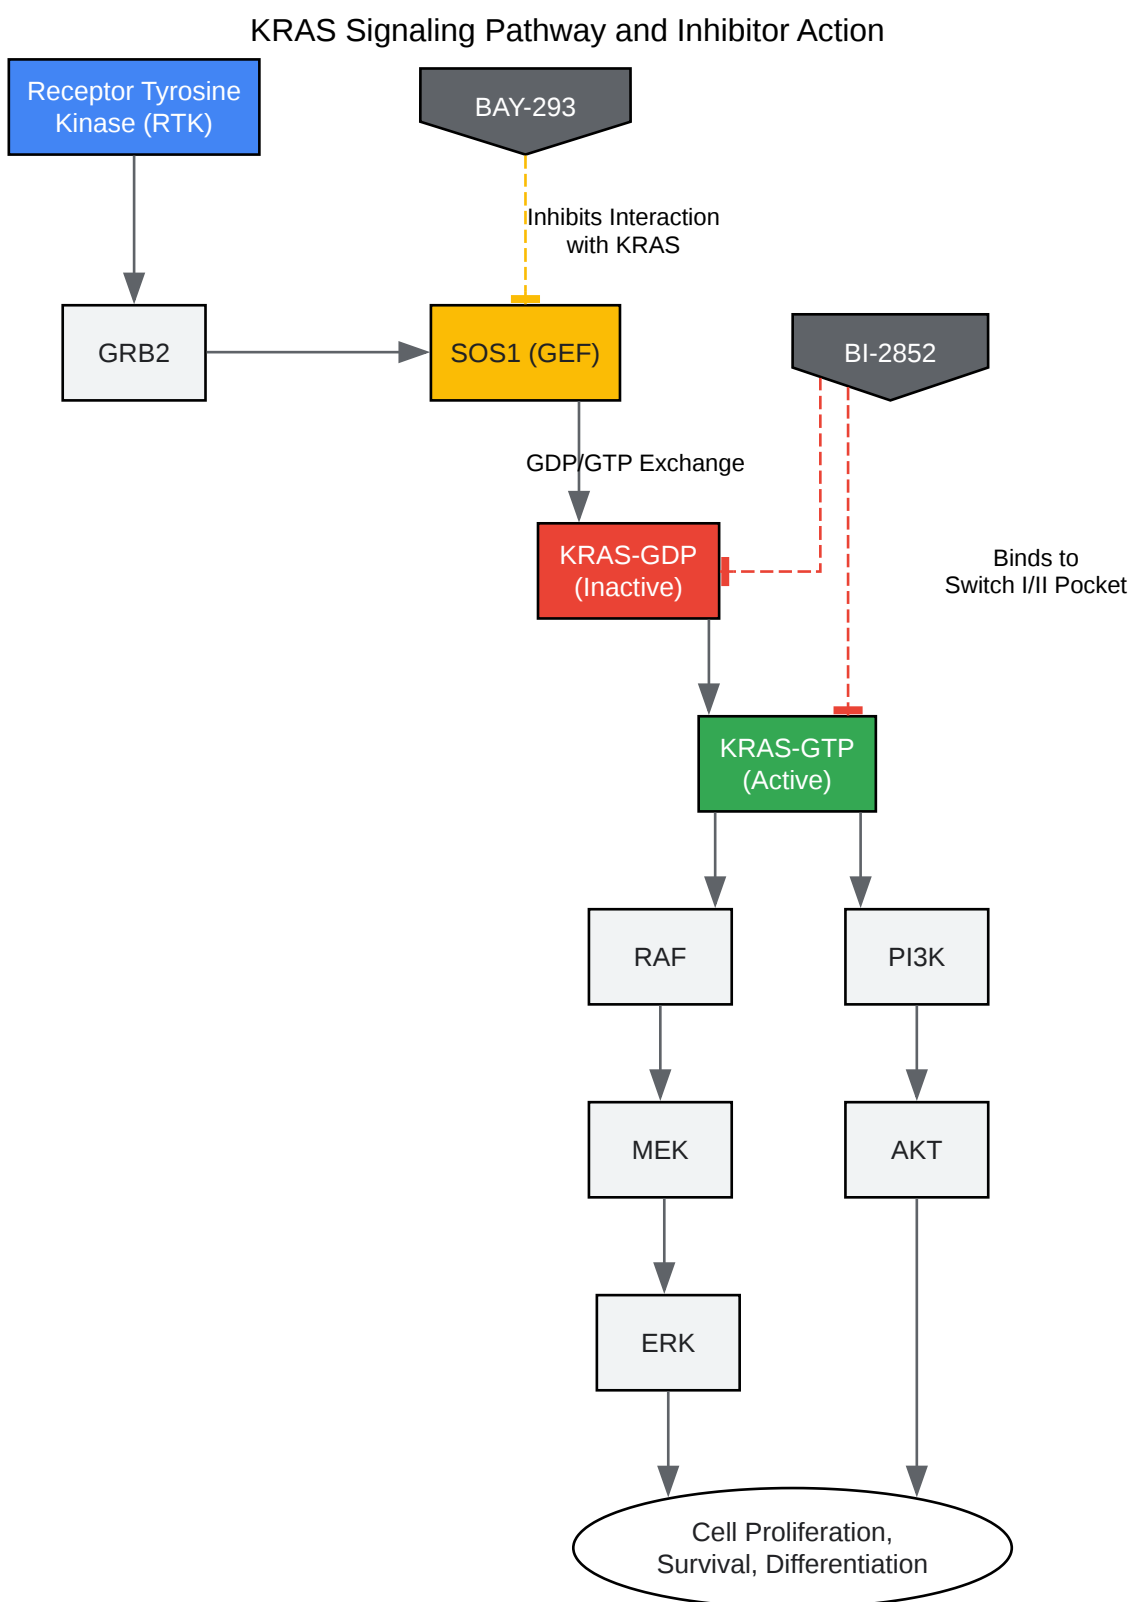 KRAS Signaling Pathway and Inhibitor Action
Receptor Tyrosine
Kinase (RTK)
BAY-293
Inhibits Interaction
with KRAS
GRB2
SOS1 (GEF)
BI-2852
GDP/GTP Exchange
KRAS-GDP
(Inactive)
Binds to
Switch I/II Pocket
KRAS-GTP
(Active)
RAF
PI3K
MEK
AKT
ERK
Cell Proliferation,
Survival, Differentiation